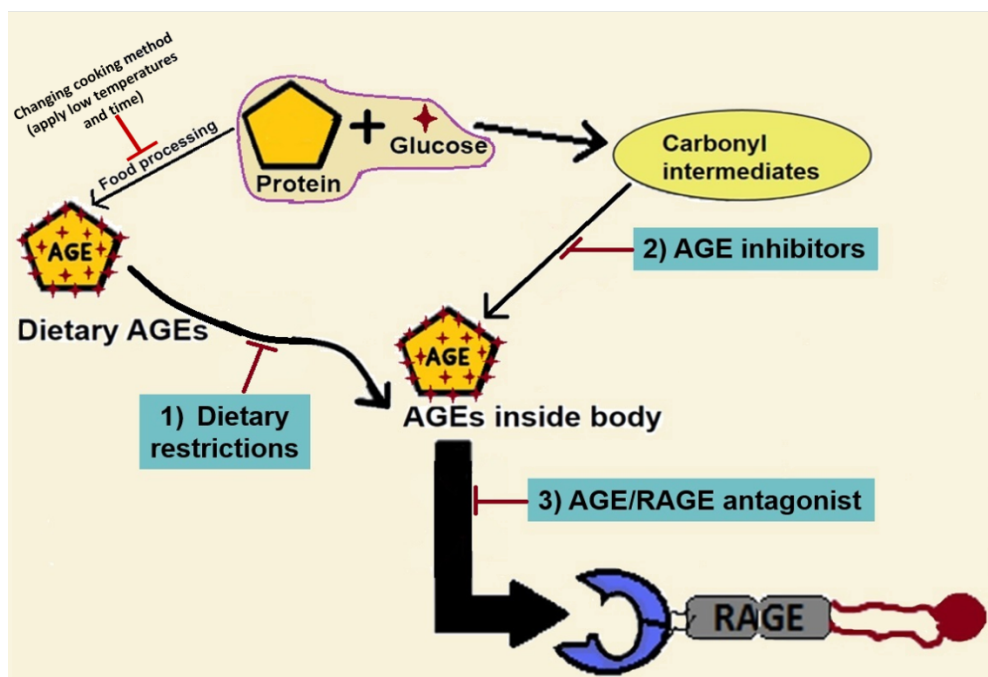 Changing cooking method
(apply low temperatures
and time)
Food processing
Protein
+
Glucose
Carbonyl
intermediates
AGE
Dietary AGEs
2) AGE inhibitors
AGE
AGEs inside body
1) Dietary
restrictions
3) AGE/RAGE antagonist
RAGE